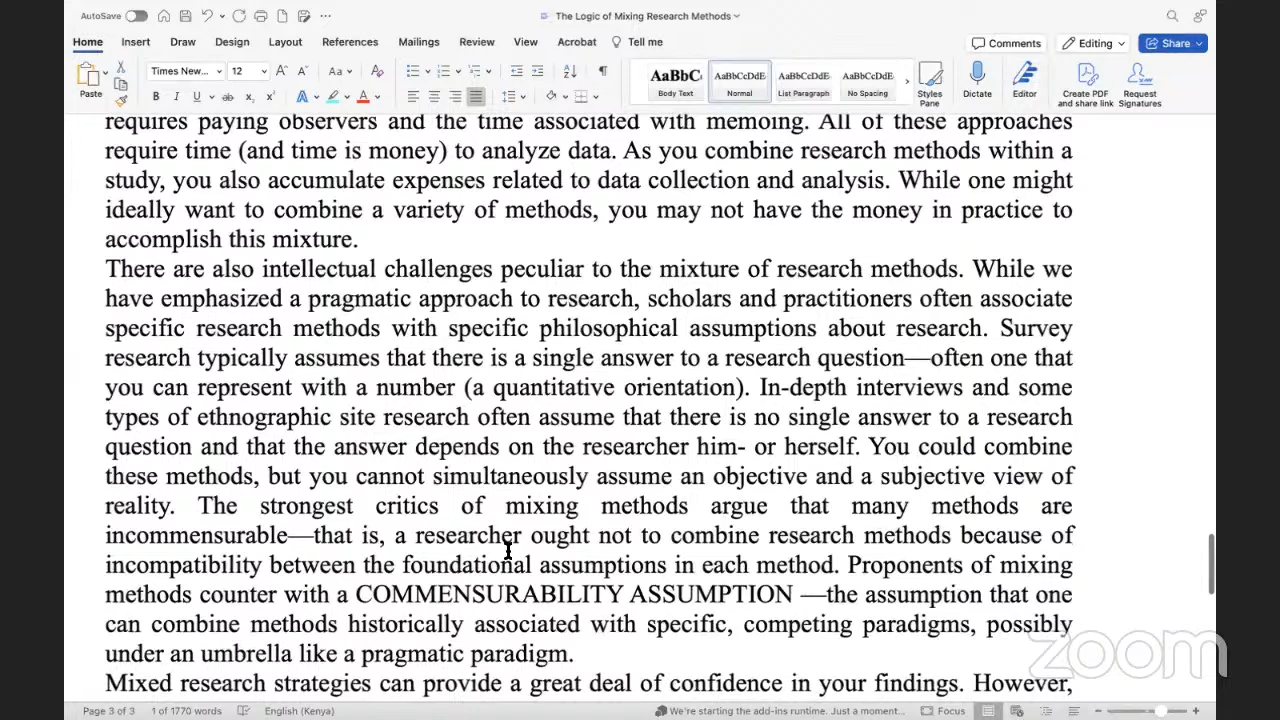 AutoSave
The Logic of Mixing Research Methods
Home Insert Draw Design Layout References Mailings Review View Acrobat Tell me
Comments Editing Share
Paste
Times New... 12
Aa
B I U ab x₂ x²
A A
AaBbC AaBbCcDdE AaBbCcDdE AaBbCcDdE
Body Text Normal List Paragraph No Spacing
Styles Pane
Dictate
Editor
Create PDF and share link
Request Signatures
requires paying observers and the time associated with memoing. All of these approaches
require time (and time is money) to analyze data. As you combine research methods within a
study, you also accumulate expenses related to data collection and analysis. While one might
ideally want to combine a variety of methods, you may not have the money in practice to
accomplish this mixture.
There are also intellectual challenges peculiar to the mixture of research methods. While we
have emphasized a pragmatic approach to research, scholars and practitioners often associate
specific research methods with specific philosophical assumptions about research. Survey
research typically assumes that there is a single answer to a research question—often one that
you can represent with a number (a quantitative orientation). In-depth interviews and some
types of ethnographic site research often assume that there is no single answer to a research
question and that the answer depends on the researcher him- or herself. You could combine
these methods, but you cannot simultaneously assume an objective and a subjective view of
reality. The strongest critics of mixing methods argue that many methods are
incommensurable—that is, a researcher ought not to combine research methods because of
incompatibility between the foundational assumptions in each method. Proponents of mixing
methods counter with a COMMENSURABILITY ASSUMPTION —the assumption that one
can combine methods historically associated with specific, competing paradigms, possibly
under an umbrella like a pragmatic paradigm.
Mixed research strategies can provide a great deal of confidence in your findings. However,
zoom
Page 3 of 3 1 of 1770 words English (Kenya) We're starting the add-ins runtime. Just a moment... Focus